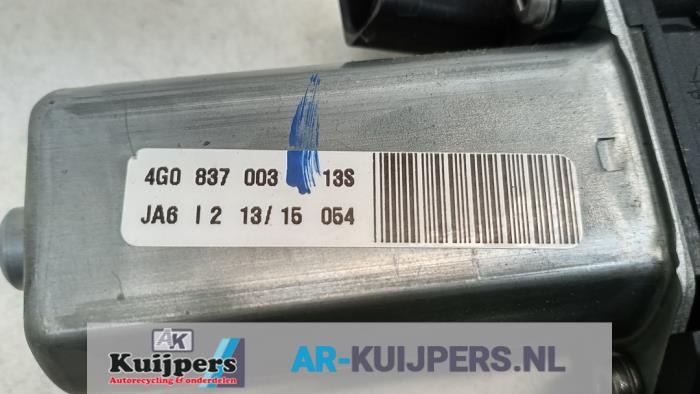 4G0 837 003 13S
JA6 I 2 13/15 054
AK
Kuijpers
Autorecycling & onderdelen
AR-KUIJPERS.NL